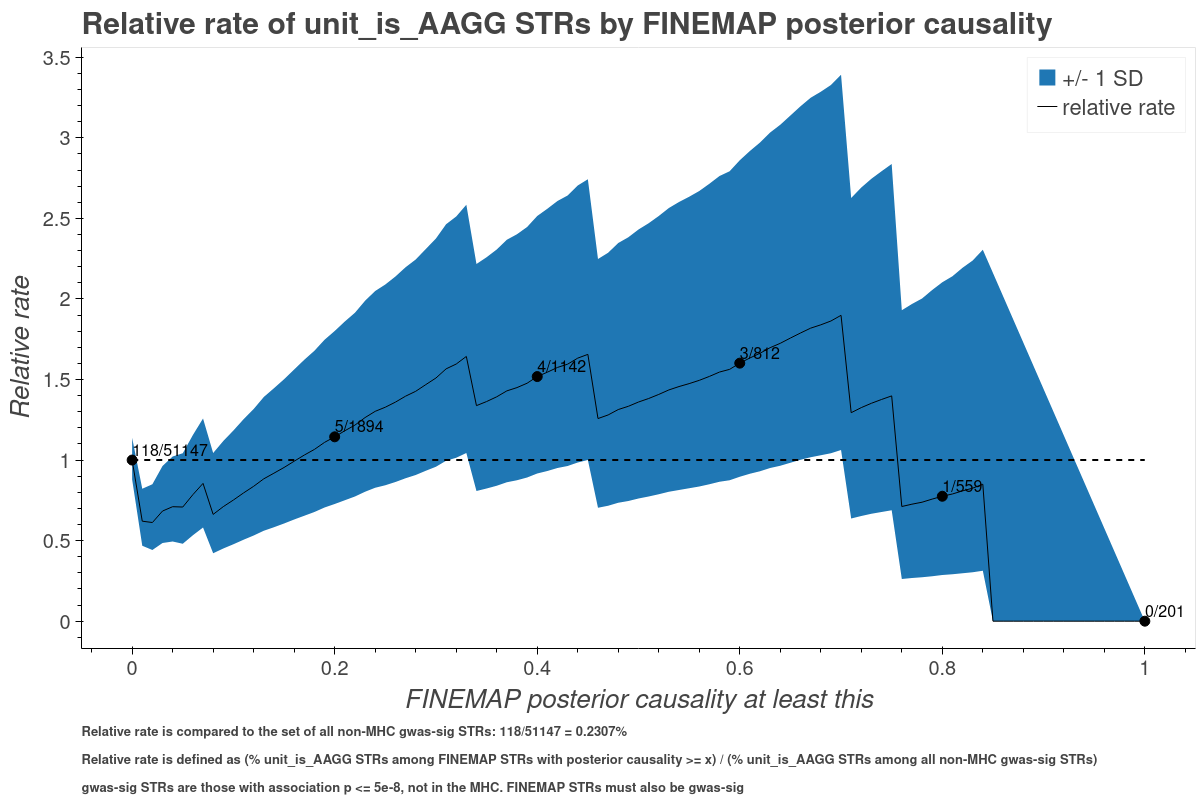 Relative rate of unit_is_AAGG STRs by FINEMAP posterior causality
3.5
3
2.5
2
1.5
1
0.5
0
Relative rate
+/- 1 SD
relative rate
118/51147
5/1894
4/1142
3/812
1/559
0/201
0
0.2
0.4
0.6
0.8
1
FINEMAP posterior causality at least this
Relative rate is compared to the set of all non-MHC gwas-sig STRs: 118/51147 = 0.2307%
Relative rate is defined as (% unit_is_AAGG STRs among FINEMAP STRs with posterior causality >= x) / (% unit_is_AAGG STRs among all non-MHC gwas-sig STRs)
gwas-sig STRs are those with association p <= 5e-8, not in the MHC. FINEMAP STRs must also be gwas-sig